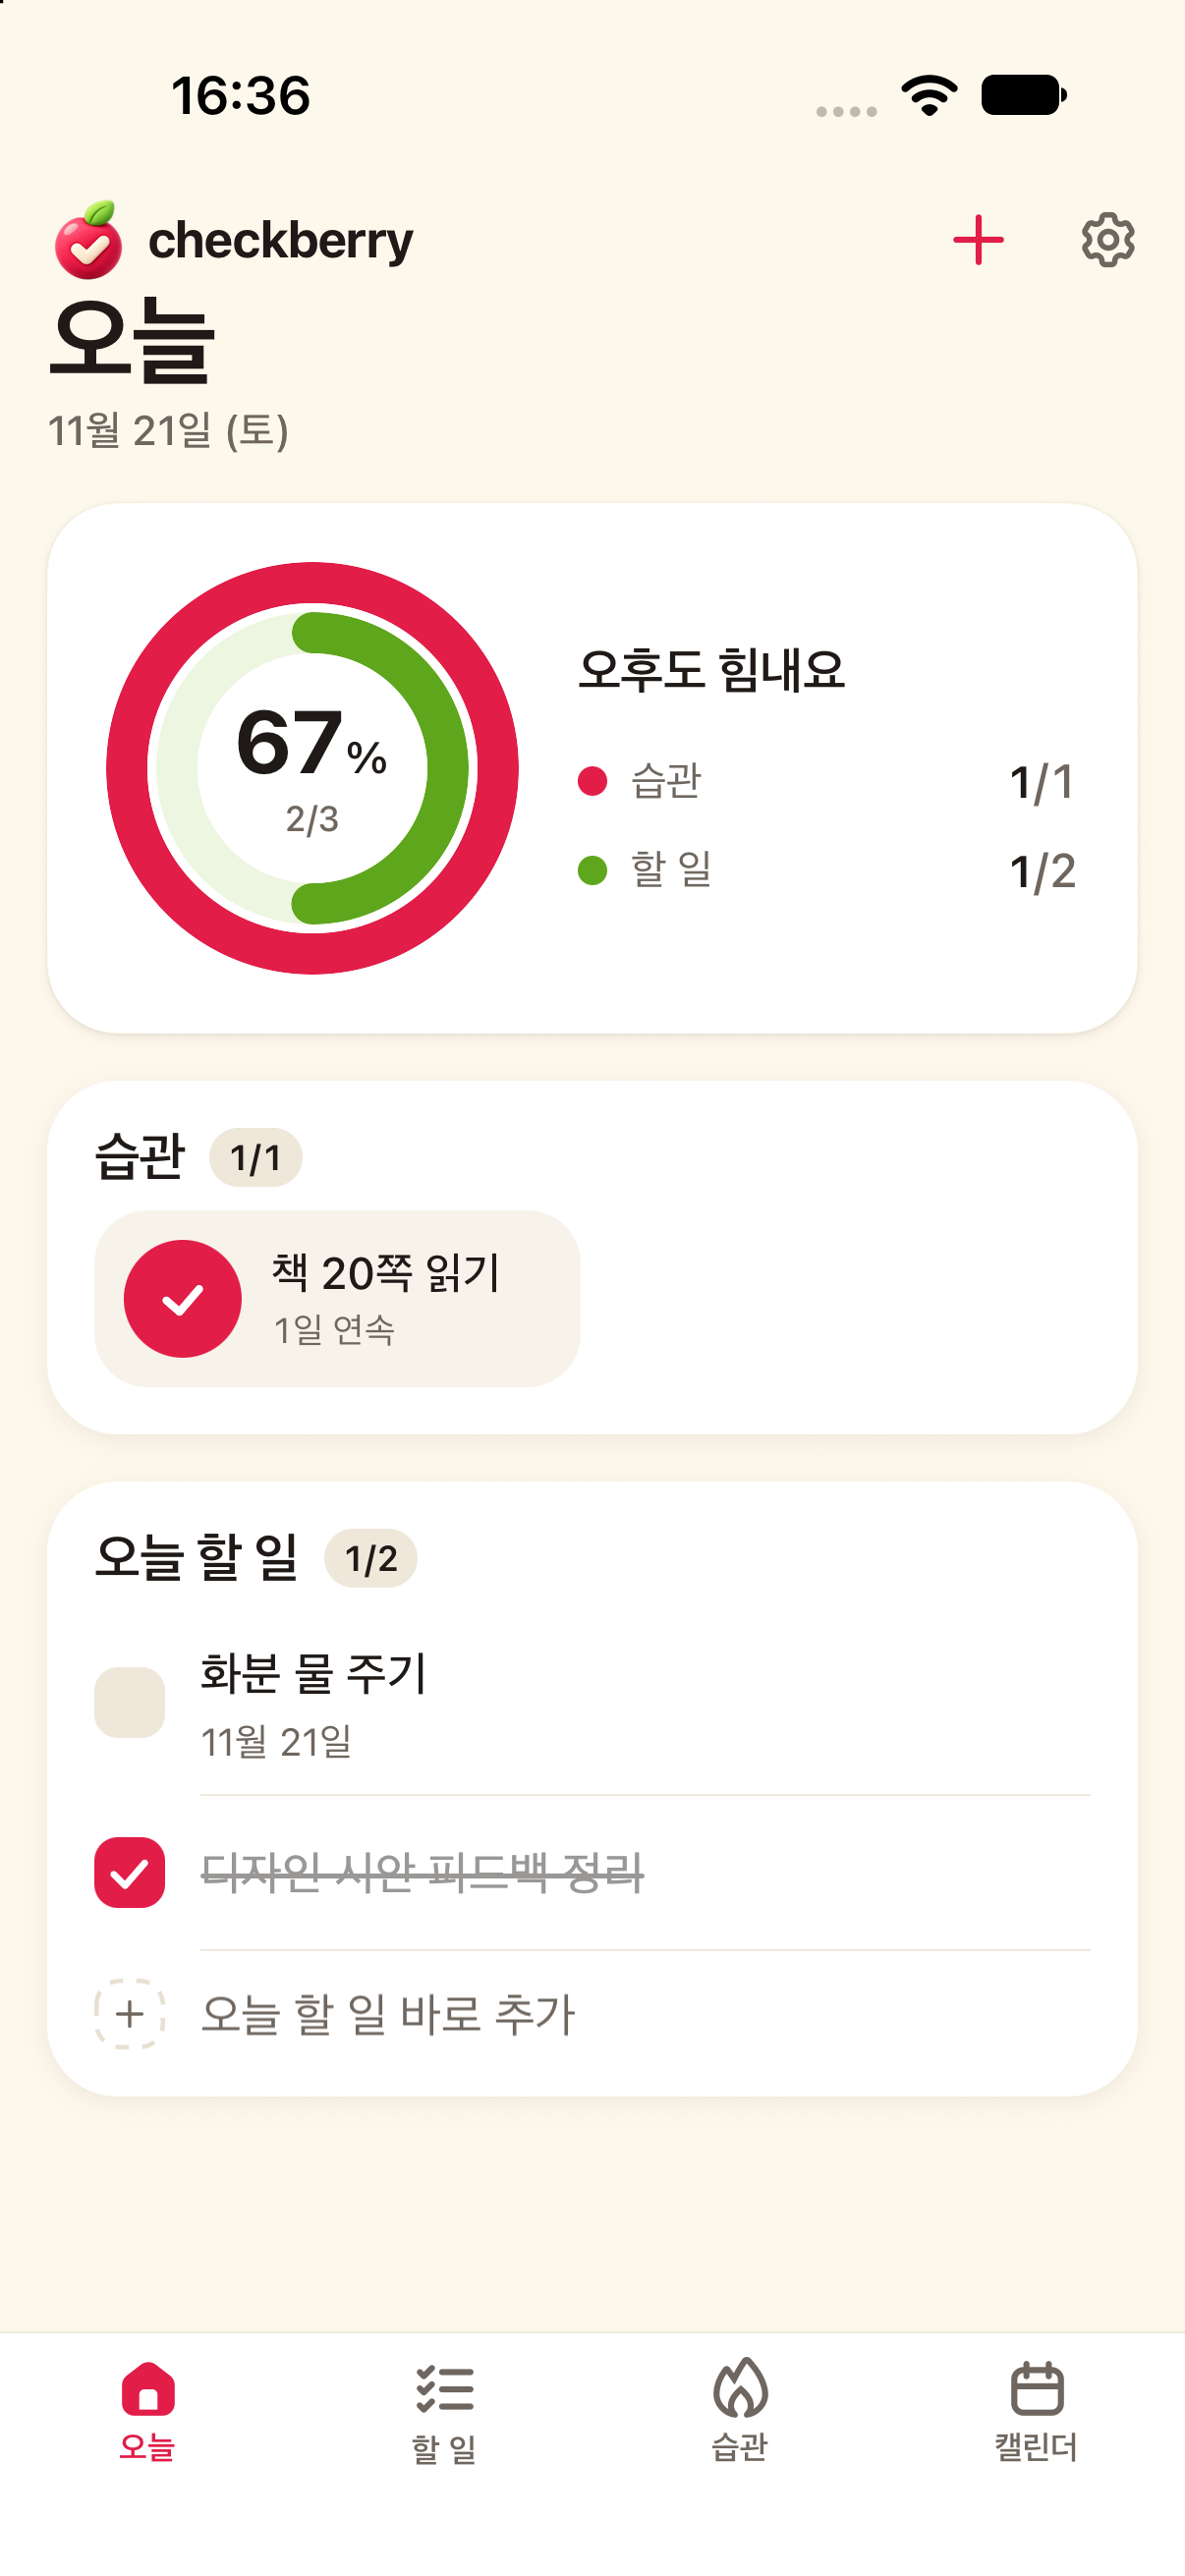 16:36
checkberry
오늘
11월 21일 (토)
67%
2/3
오후도 힘내요
습관 1/1
할 일 1/2
습관 1/1
책 20쪽 읽기
1일 연속
오늘 할 일 1/2
화분 물 주기
11월 21일
디자인 시안 피드백 정리
오늘 할 일 바로 추가
오늘 할 일 습관 캘린더